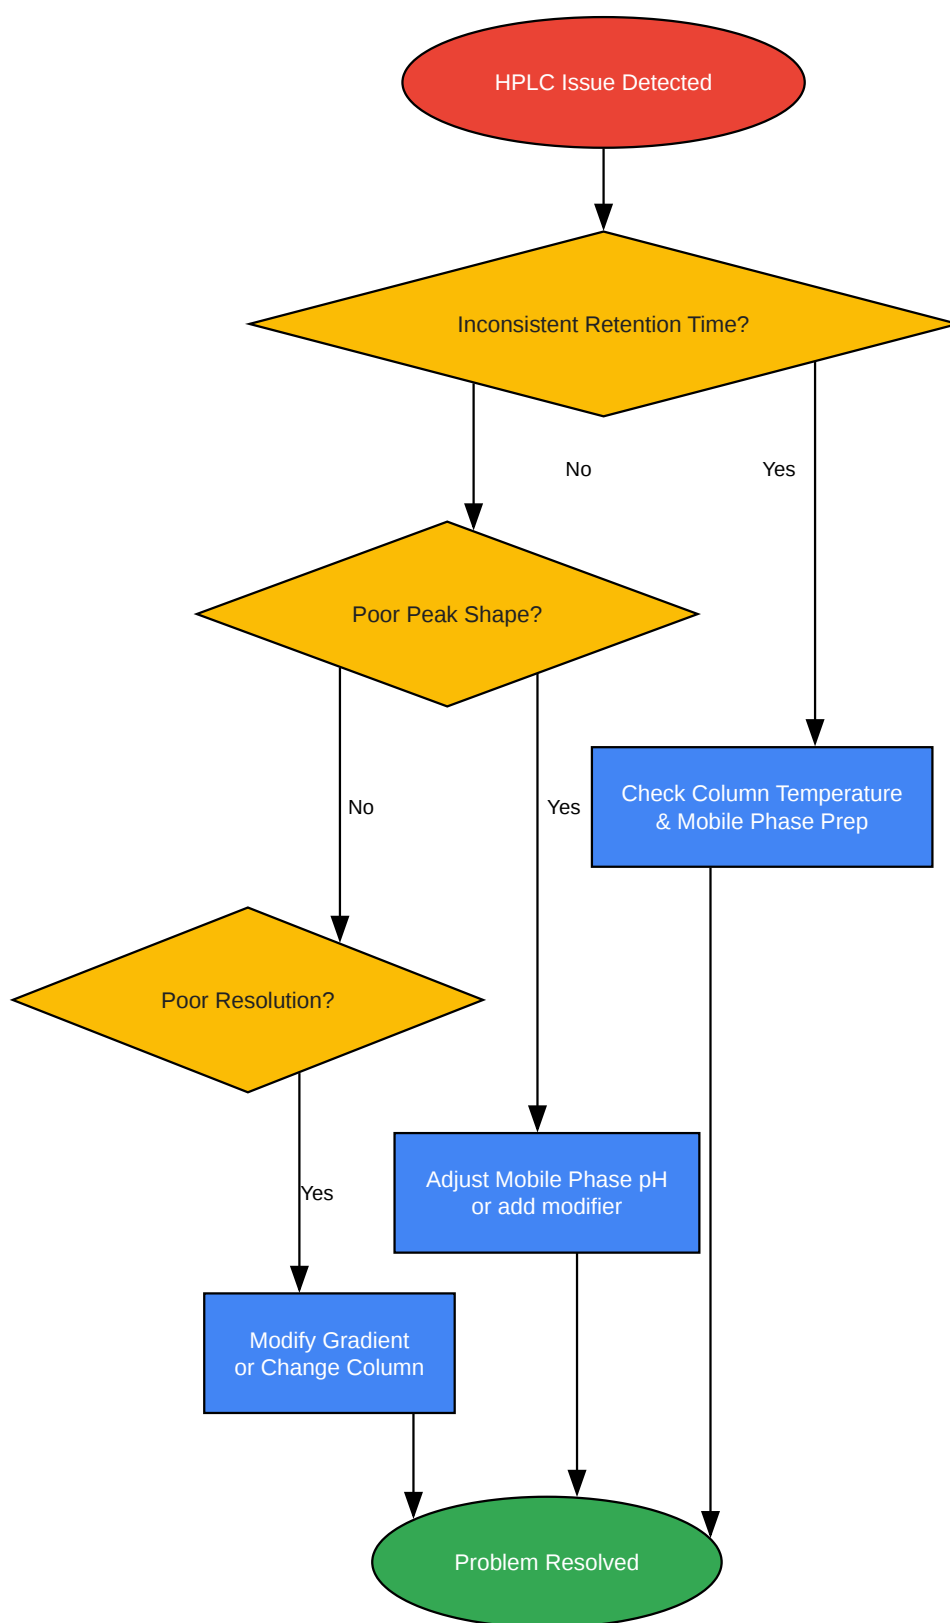 HPLC Issue Detected
Inconsistent Retention Time?
No
Yes
Poor Peak Shape?
No
Yes
Check Column Temperature
& Mobile Phase Prep
Poor Resolution?
Yes
Adjust Mobile Phase pH
or add modifier
Modify Gradient
or Change Column
Problem Resolved